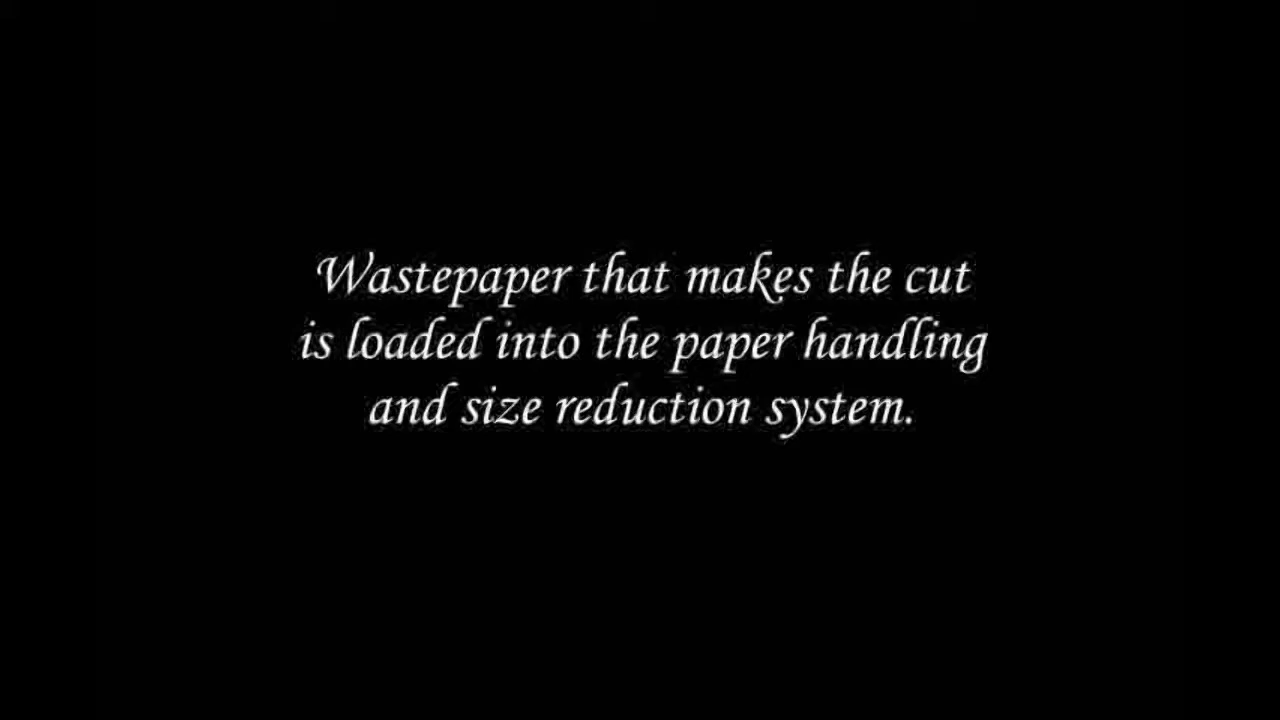 Wastepaper that makes the cut
is loaded into the paper handling
and size reduction system.